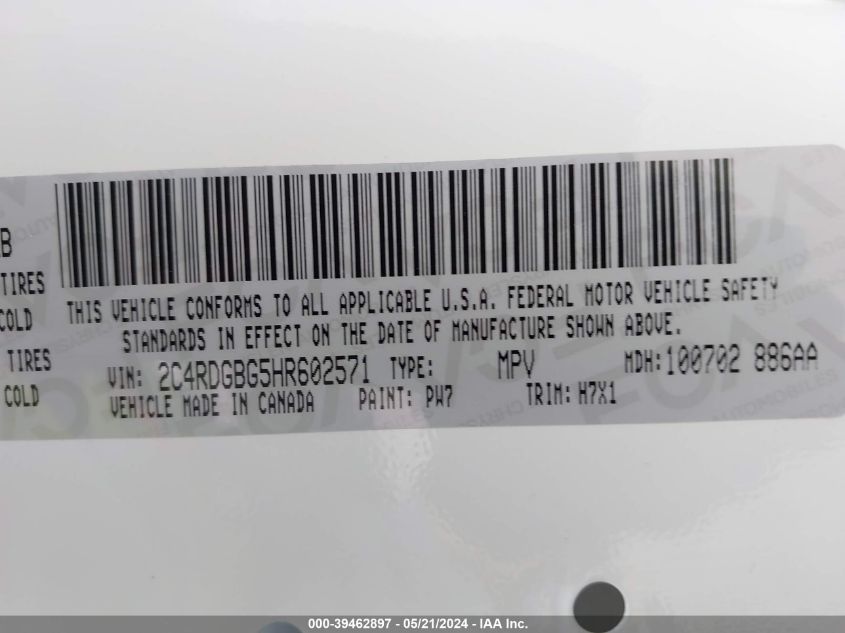 B
TIRES
COLD
TIRES
COLD
THIS VEHICLE CONFORMS TO ALL APPLICABLE U.S.A. FEDERAL MOTOR VEHICLE SAFETY
STANDARDS IN EFFECT ON THE DATE OF MANUFACTURE SHOWN ABOVE.
VIN: 2C4RDGBG5HR602571 TYPE: MPV MDH: 100702 886AA
VEHICLE MADE IN CANADA PAINT: PW7 TRIM: H7X1
000-39462897 - 05/21/2024 - IAA Inc.